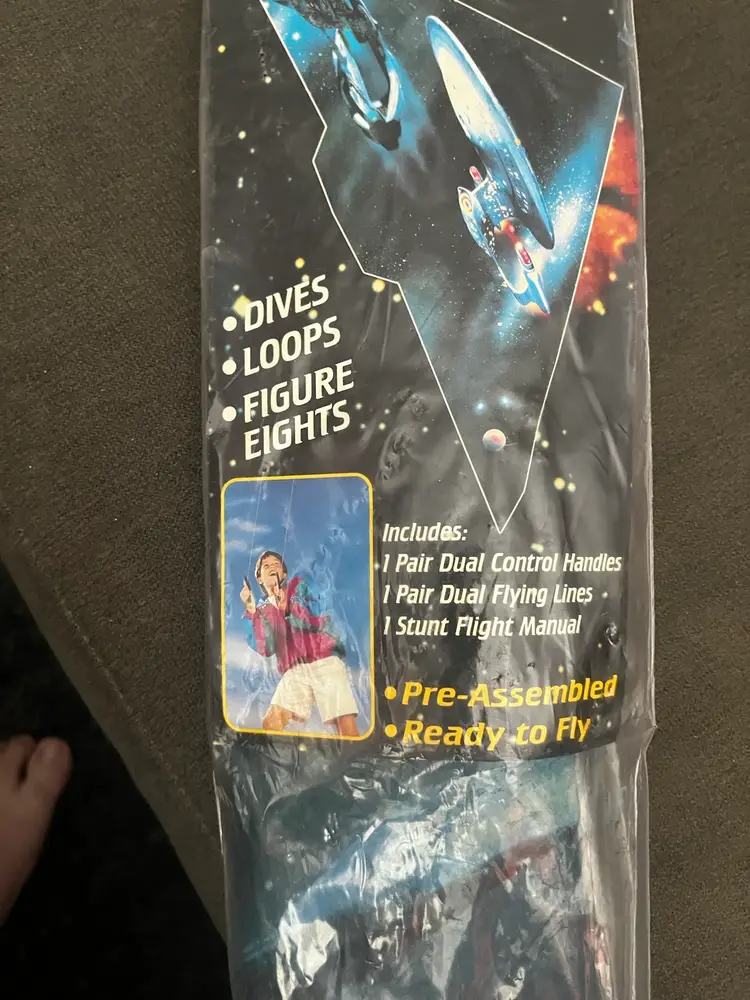 • DIVES
• LOOPS
• FIGURE
EIGHTS
Includes:
1 Pair Dual Control Handles
1 Pair Dual Flying Lines
1 Stunt Flight Manual
• Pre-Assembled
• Ready to Fly